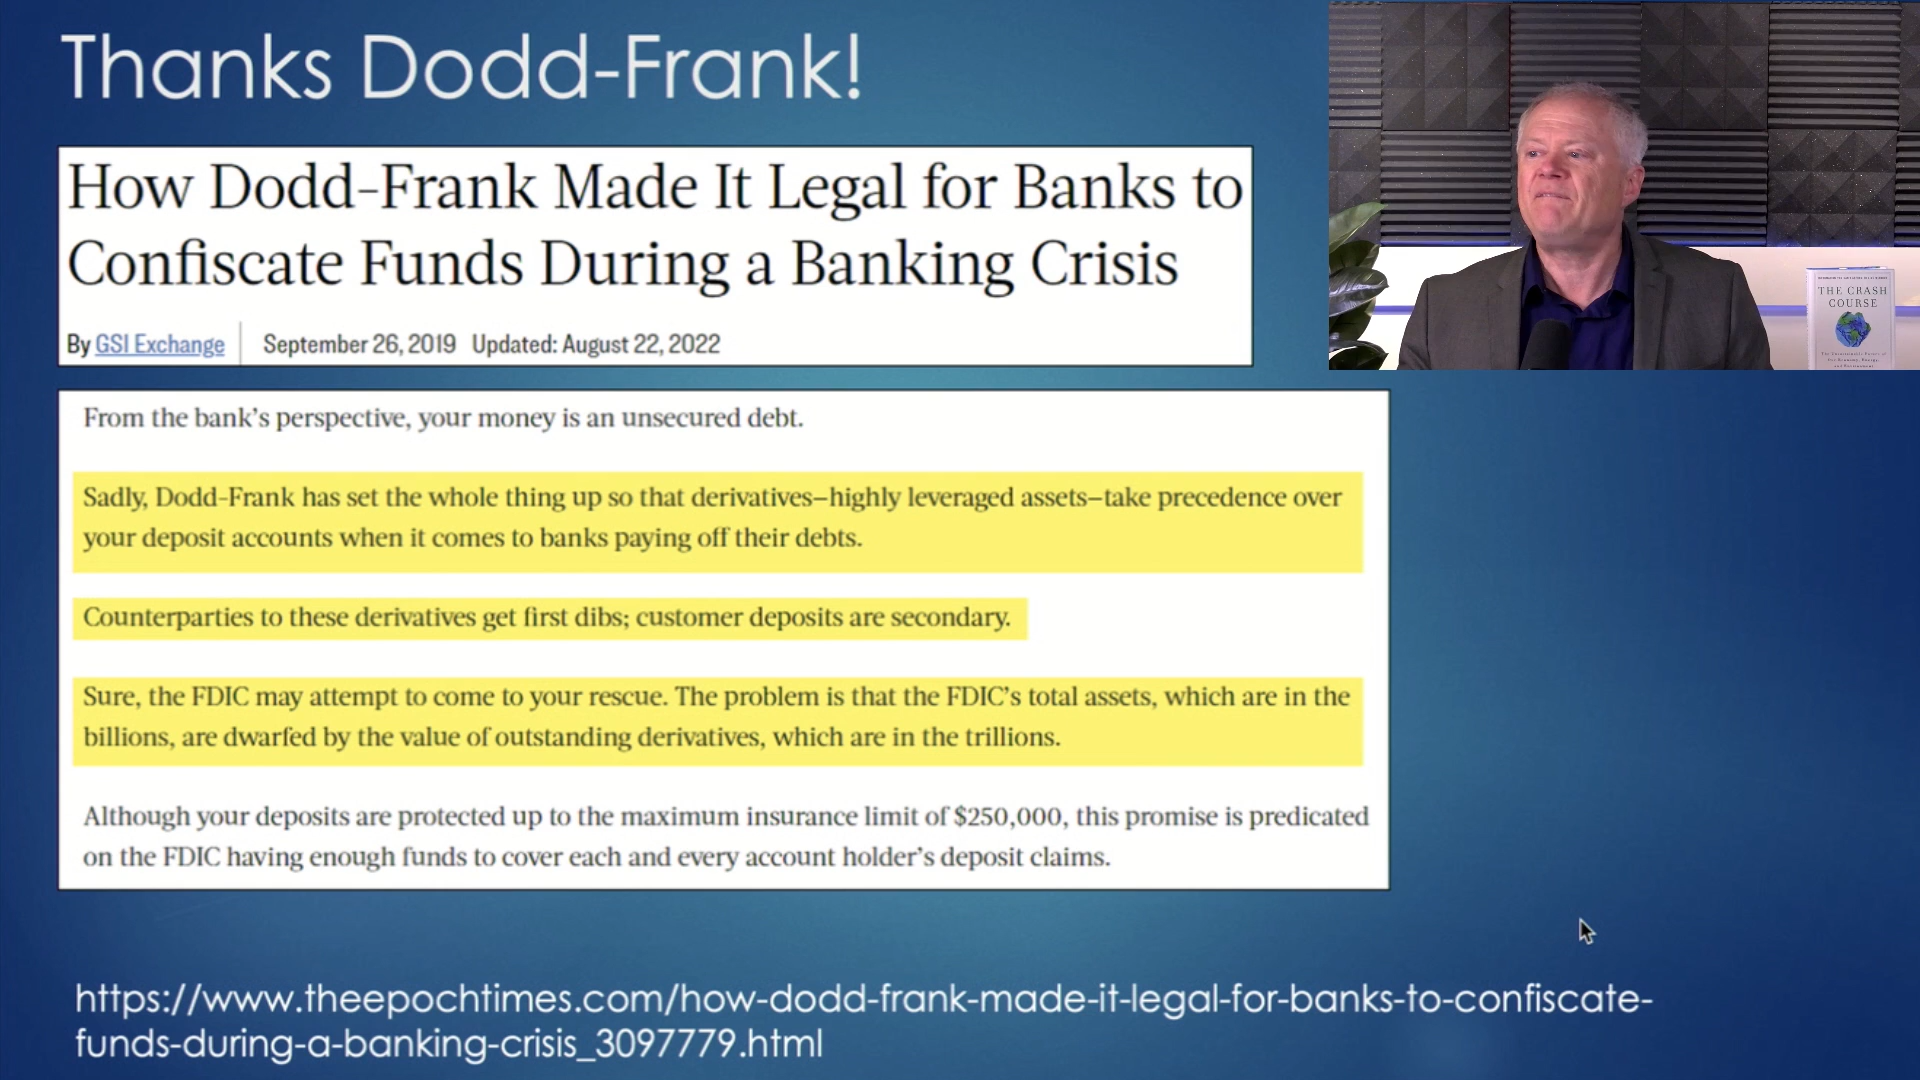 Thanks Dodd-Frank!
How Dodd-Frank Made It Legal for Banks to
Confiscate Funds During a Banking Crisis
By GSI Exchange September 26, 2019 Updated: August 22, 2022
From the bank's perspective, your money is an unsecured debt.
Sadly, Dodd-Frank has set the whole thing up so that derivatives—highly leveraged assets—take precedence over
your deposit accounts when it comes to banks paying off their debts.
Counterparties to these derivatives get first dibs; customer deposits are secondary.
Sure, the FDIC may attempt to come to your rescue. The problem is that the FDIC's total assets, which are in the
billions, are dwarfed by the value of outstanding derivatives, which are in the trillions.
Although your deposits are protected up to the maximum insurance limit of $250,000, this promise is predicated
on the FDIC having enough funds to cover each and every account holder's deposit claims.
https://www.theepochtimes.com/how-dodd-frank-made-it-legal-for-banks-to-confiscate-
funds-during-a-banking-crisis_3097779.html
THE CRASH
COURSE